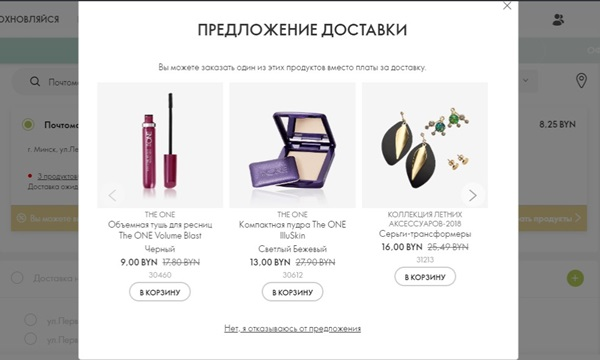 ОХНОВЛЯЙСЯ
ПРЕДЛОЖЕНИЕ ДОСТАВКИ
Вы можете заказать один из этих продуктов вместо платы за доставку.
Почтома
Почтома
8,25 BYN
г. Минск, ул.Пе
3 продуктов
Доставка ожид
Вы можете за
ать продукты
THE ONE
Объемная тушь для ресниц
The ONE Volume Blast
Черный
9,00 BYN 17,80 BYN
30460
В КОРЗИНУ
THE ONE
Компактная пудра The ONE
IlluSkin
Светлый Бежевый
13,00 BYN 27,90 BYN
30612
В КОРЗИНУ
КОЛЛЕКЦИЯ ЛЕТНИХ
АКСЕССУАРОВ-2018
Серьги-трансформеры
16,00 BYN 25,49 BYN
31213
В КОРЗИНУ
Доставка н
ул.Перв
ул.Перв
Нет, я отказываюсь от предложения